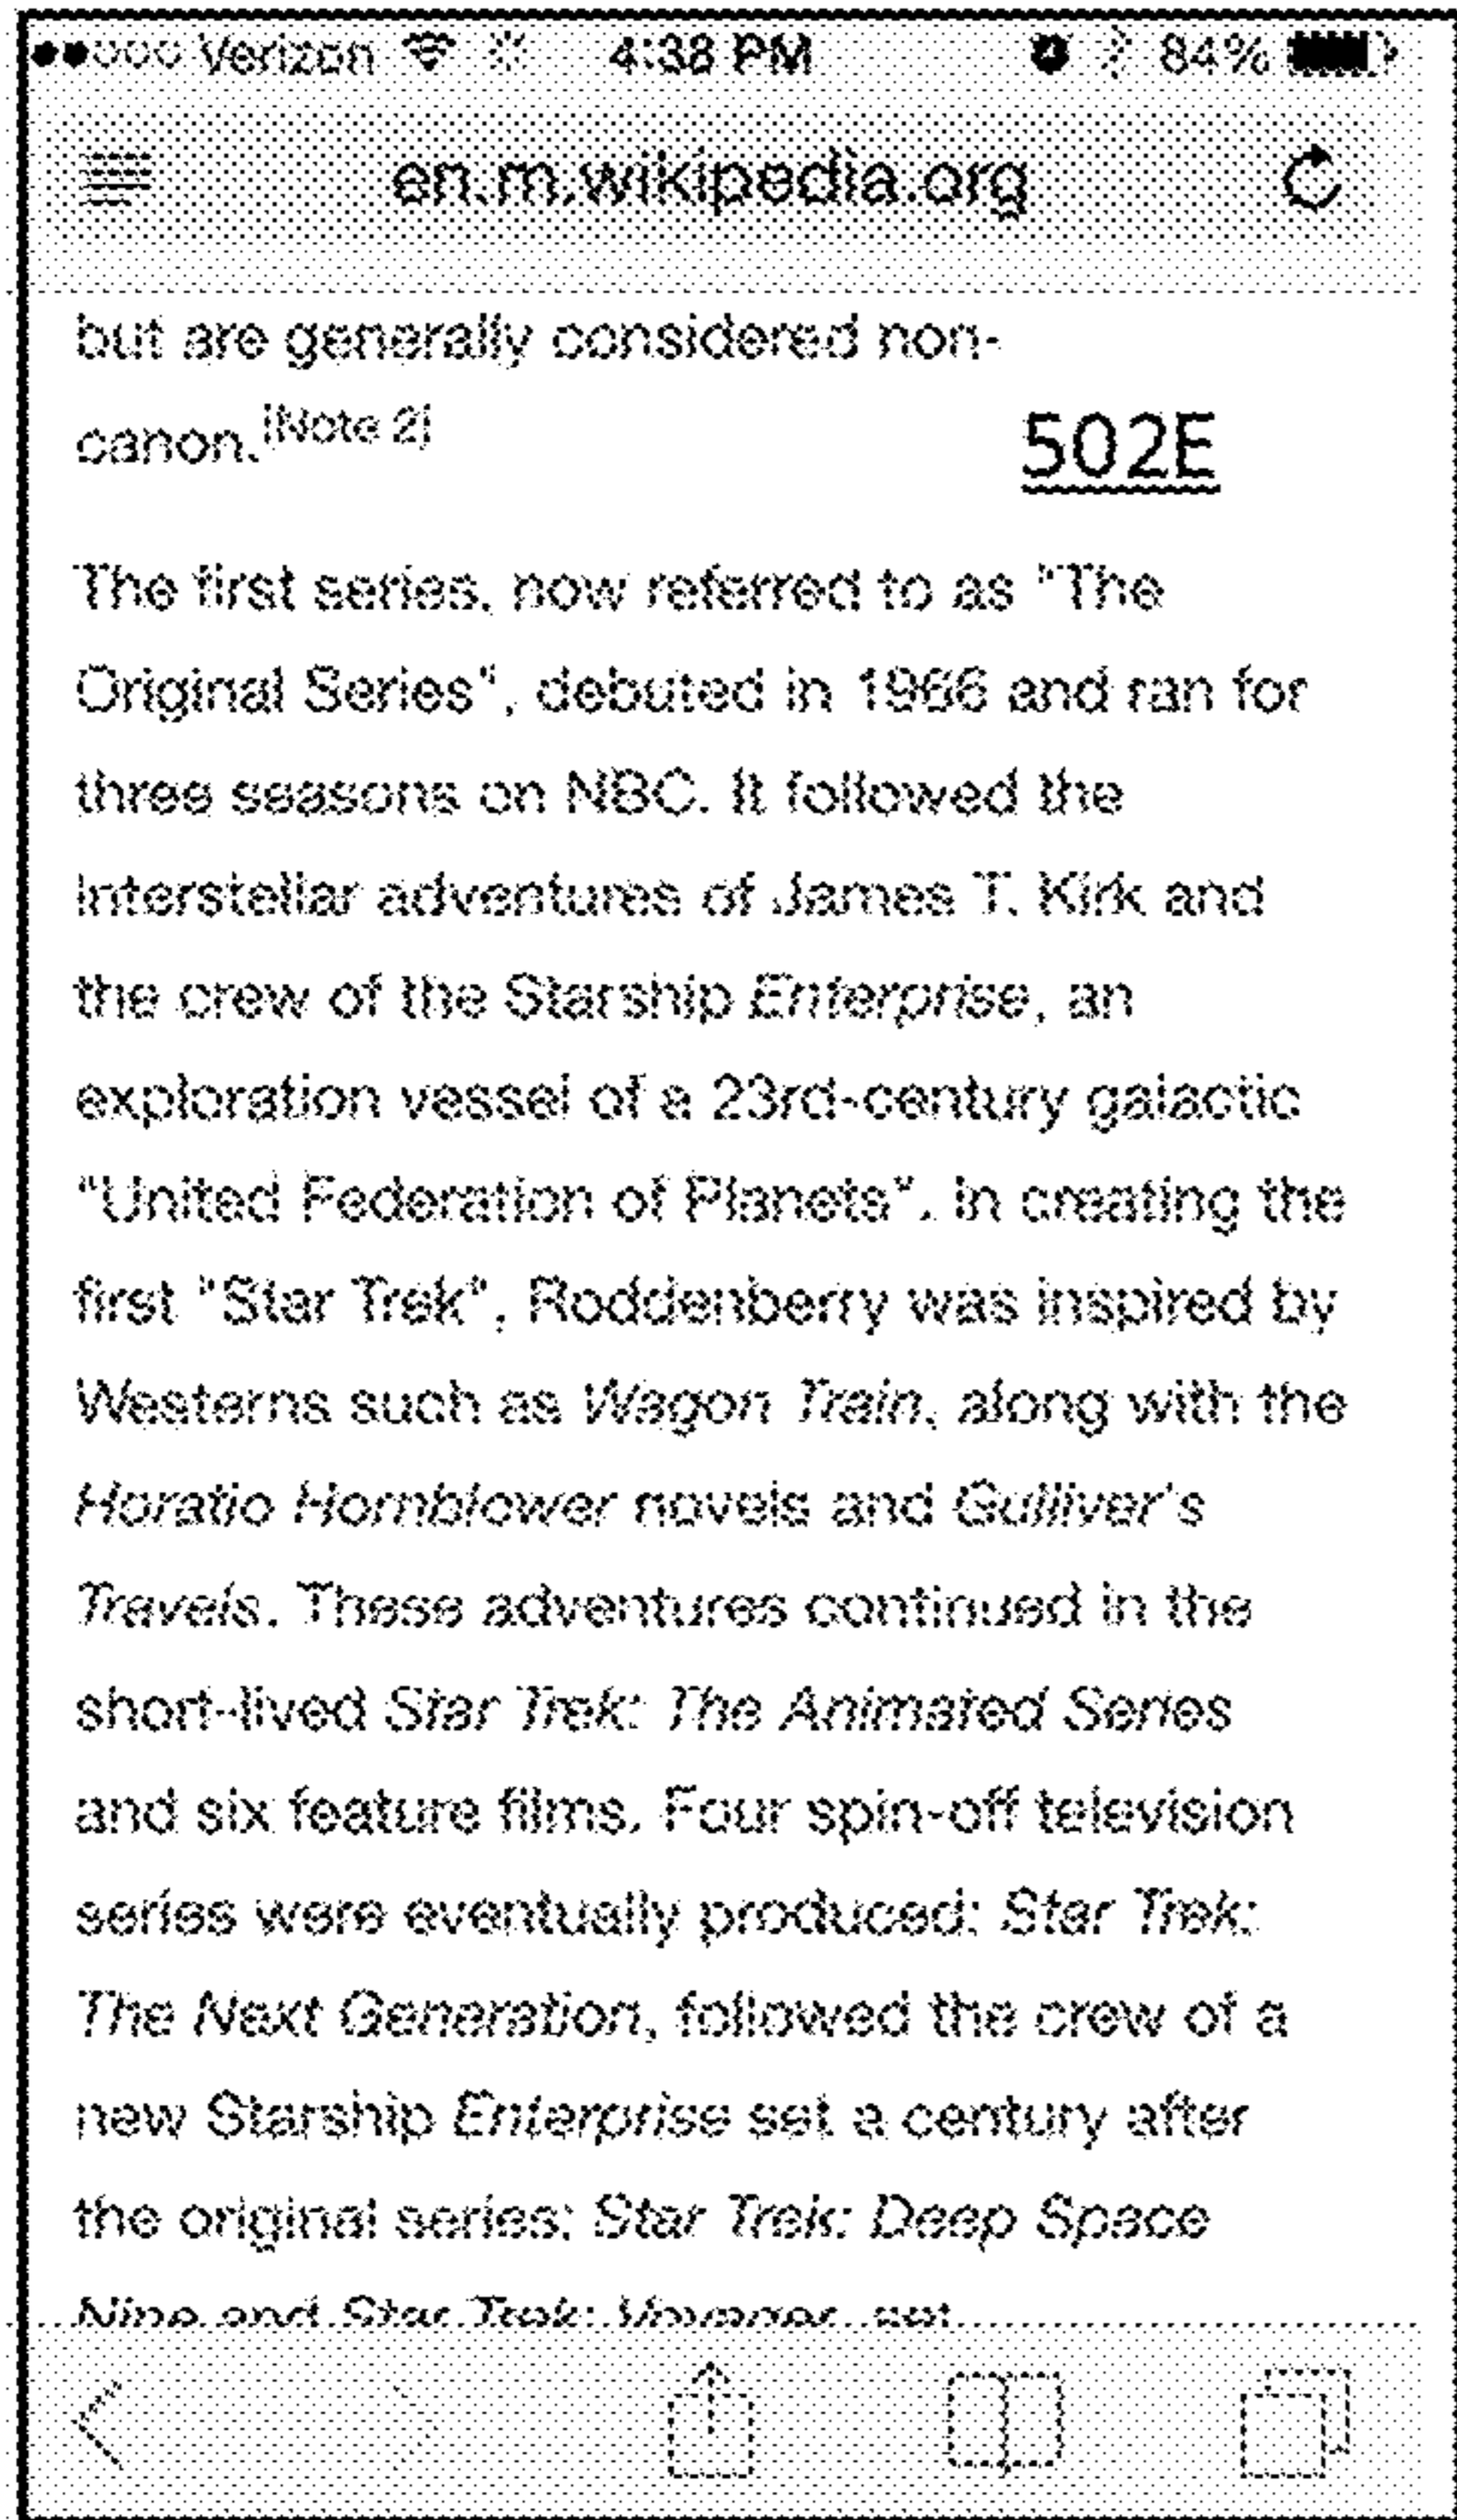 Verizon 4:38 PM 84%
en.m.wikipedia.org
but are generally considered non-
canon.[Note 2]
502E
The first series, now referred to as "The
Original Series", debuted in 1966 and ran for
three seasons on NBC. It followed the
interstellar adventures of James T. Kirk and
the crew of the Starship Enterprise, an
exploration vessel of a 23rd-century galactic
"United Federation of Planets". In creating the
first "Star Trek", Roddenberry was inspired by
Westerns such as Wagon Train, along with the
Horatio Hornblower novels and Gulliver's
Travels. These adventures continued in the
short-lived Star Trek: The Animated Series
and six feature films. Four spin-off television
series were eventually produced: Star Trek:
The Next Generation, followed the crew of a
new Starship Enterprise set a century after
the original series; Star Trek: Deep Space
Nine and Star Trek: Voyager, set